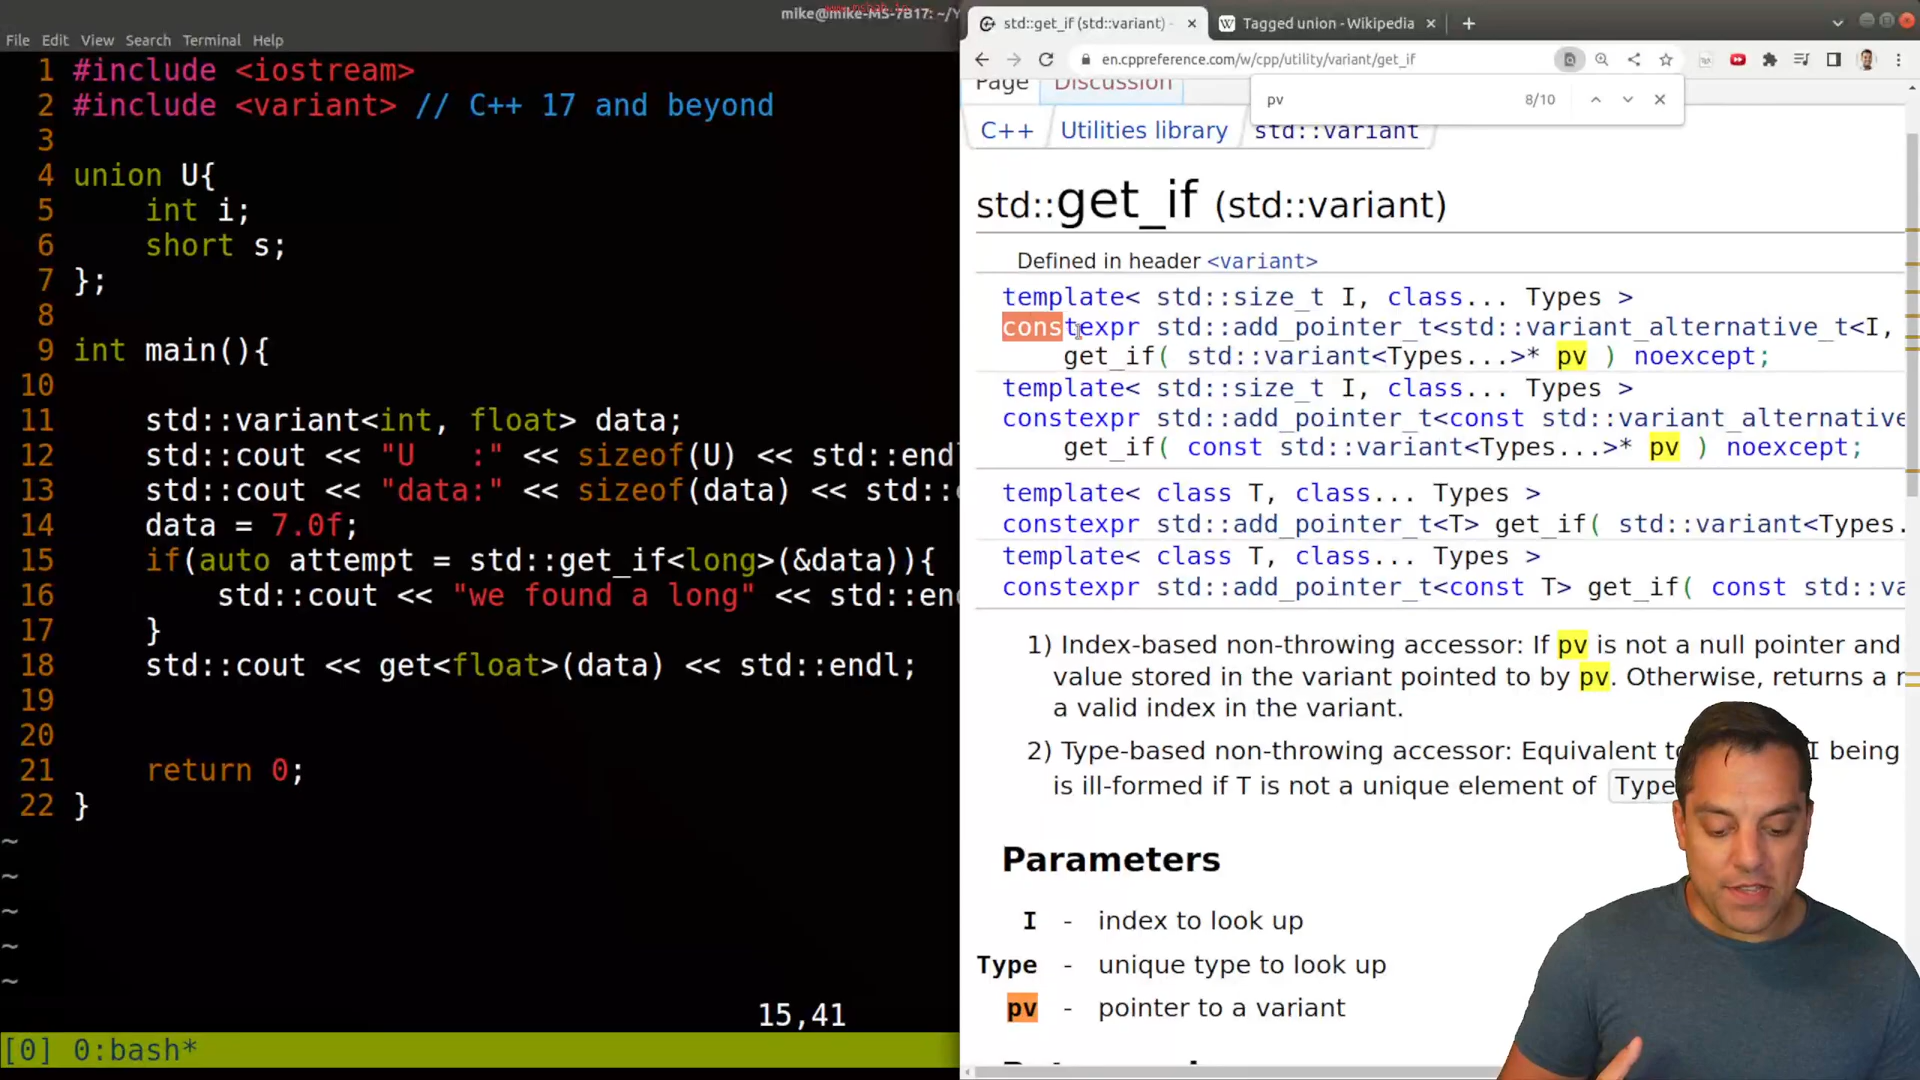 www.mshah.io
mike@mike-MS-7B17: ~/Y
File Edit View Search Terminal Help
1 #include <iostream>
2 #include <variant> // C++ 17 and beyond
3
4 union U{
5 int i;
6 short s;
7 };
8
9 int main(){
10
11 std::variant<int, float> data;
12 std::cout << "U   :" << sizeof(U) << std::endl
13 std::cout << "data:" << sizeof(data) << std::
14 data = 7.0f;
15 if(auto attempt = std::get_if<long>(&data)){
16 std::cout << "we found a long" << std::en
17 }
18 std::cout << get<float>(data) << std::endl;
19
20
21 return 0;
22 }
~
~
~
~
~
15,41
[0] 0:bash*
std::get_if (std::variant) -
Tagged union - Wikipedia
en.cppreference.com/w/cpp/utility/variant/get_if
pv 8/10
Page Discussion
C++ Utilities library std::variant
std::get_if (std::variant)
Defined in header <variant>
template< std::size_t I, class... Types >
constexpr std::add_pointer_t<std::variant_alternative_t<I,
get_if( std::variant<Types...>* pv ) noexcept;
template< std::size_t I, class... Types >
constexpr std::add_pointer_t<const std::variant_alternative
get_if( const std::variant<Types...>* pv ) noexcept;
template< class T, class... Types >
constexpr std::add_pointer_t<T> get_if( std::variant<Types.
template< class T, class... Types >
constexpr std::add_pointer_t<const T> get_if( const std::va
1) Index-based non-throwing accessor: If pv is not a null pointer and
value stored in the variant pointed to by pv. Otherwise, returns a
a valid index in the variant.
2) Type-based non-throwing accessor: Equivalent I being
is ill-formed if T is not a unique element of Type
Parameters
I - index to look up
Type - unique type to look up
pv - pointer to a variant